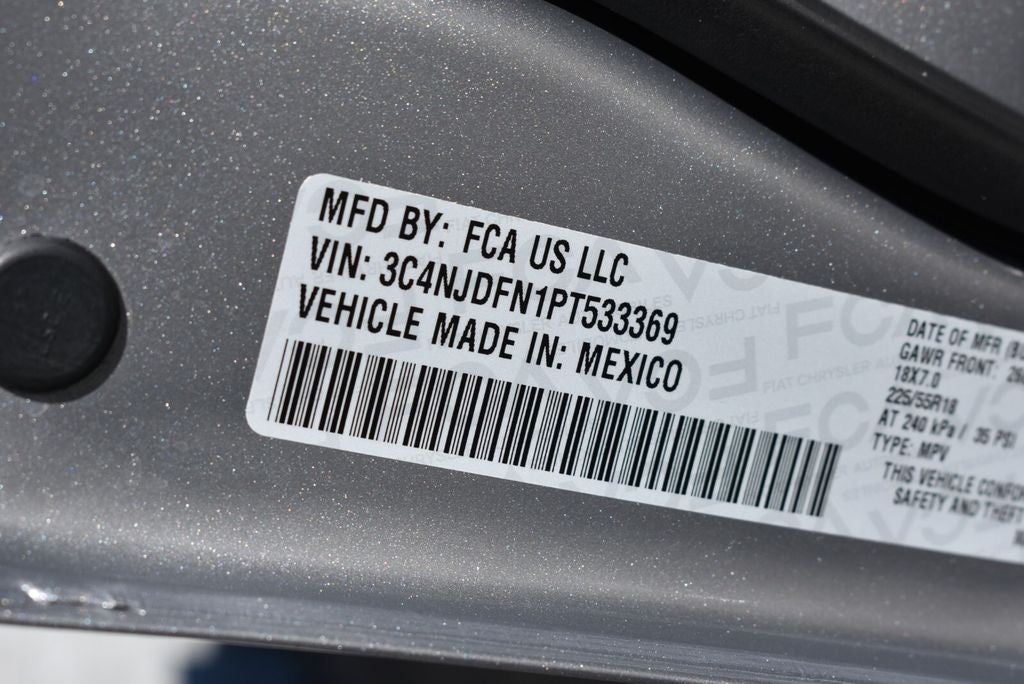 MFD BY: FCA US LLC
VIN: 3C4NJDFN1PT533369
VEHICLE MADE IN: MEXICO
DATE OF MFR
GAWR FRONT:
18X7.0
225/55R18
AT 240 kPa / 35 PSI
TYPE: MPV
THIS VEHICLE
SAFETY AND THEFT